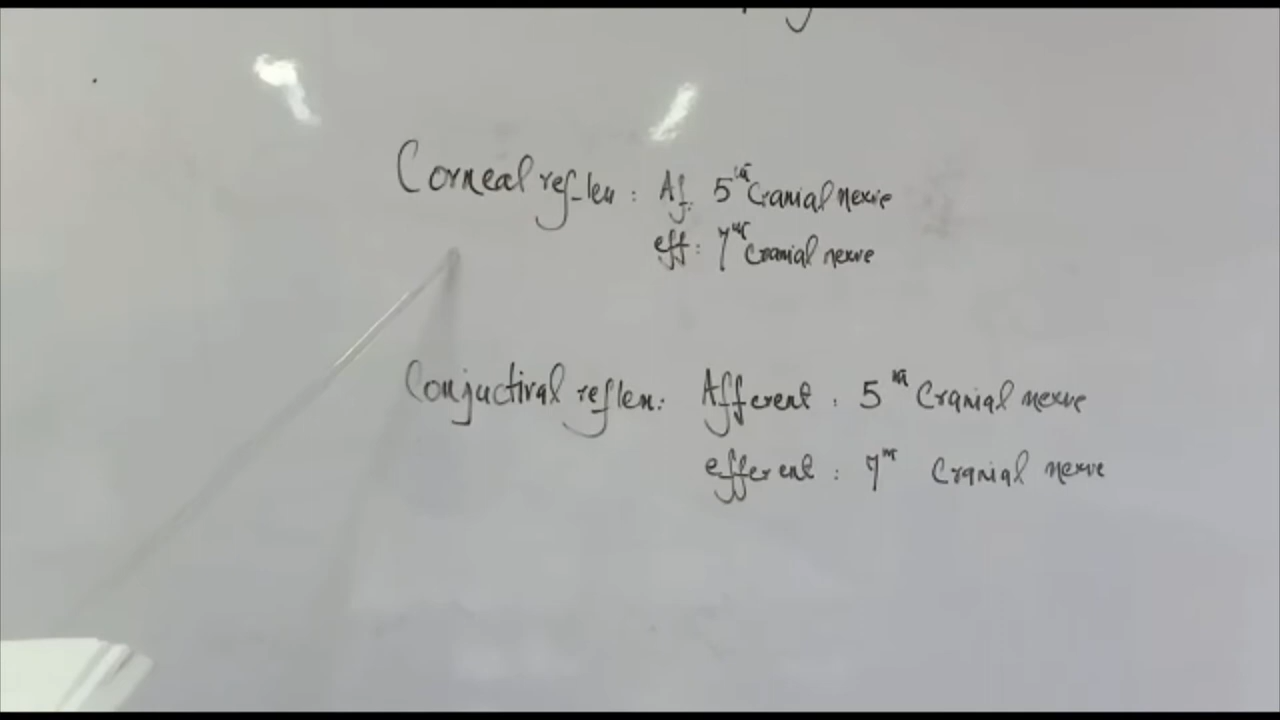 Corneal reflex : Af. 5th Cranial nerve
eff : 7th Cranial nerve
Conjuctival reflex : Afferent : 5th Cranial nerve
efferent : 7th Cranial nerve